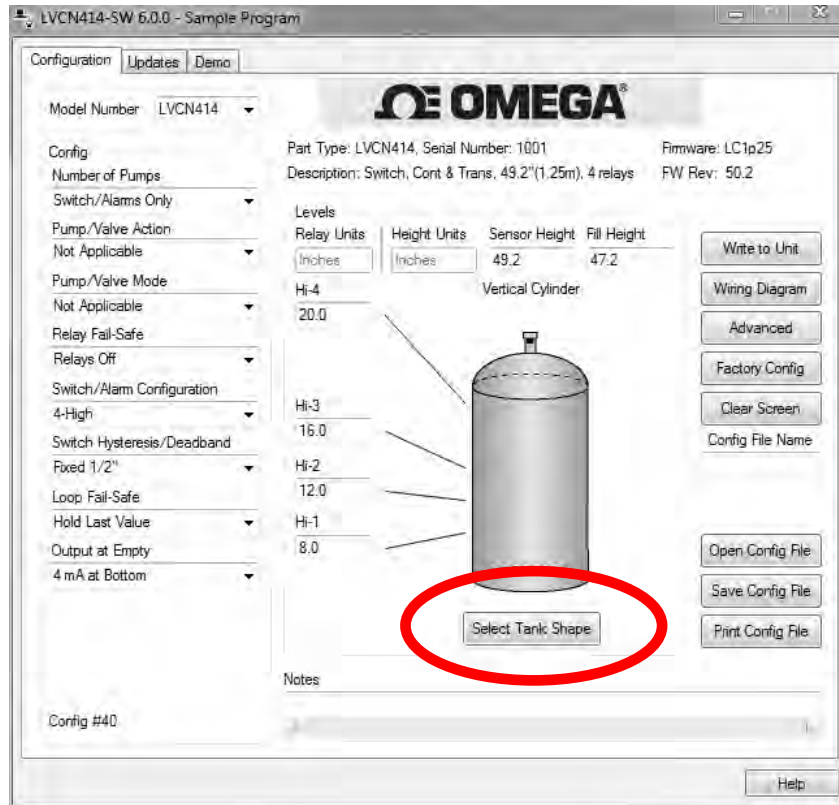 LVCN414-SW 6.0.0 - Sample Program
Configuration Updates Demo
Model Number LVCN414
OMEGA®
Config
Number of Pumps
Switch/Alarms Only
Pump/Valve Action
Not Applicable
Pump/Valve Mode
Not Applicable
Relay Fail-Safe
Relays Off
Switch/Alarm Configuration
4-High
Switch Hysteresis/Deadband
Fixed 1/2"
Loop Fail-Safe
Hold Last Value
Output at Empty
4 mA at Bottom
Config #40
Part Type: LVCN414, Serial Number: 1001 Firmware: LC1p25
Description: Switch, Cont & Trans, 49.2"(1.25m), 4 relays FW Rev: 50.2
Levels
Relay Units Height Units Sensor Height Fill Height
Inches Inches 49.2 47.2
Hi-4 Vertical Cylinder
20.0
Hi-3
16.0
Hi-2
12.0
Hi-1
8.0
Select Tank Shape
Notes
Write to Unit
Wiring Diagram
Advanced
Factory Config
Clear Screen
Config File Name
Open Config File
Save Config File
Print Config File
Help